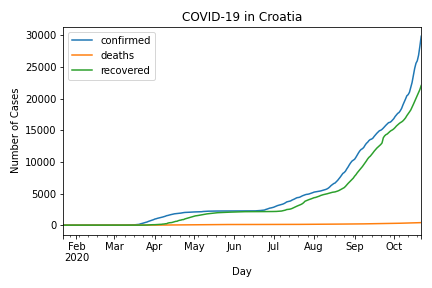 COVID-19 in Croatia
confirmed
deaths
recovered
Number of Cases
30000
25000
20000
15000
10000
5000
0
Feb Mar Apr May Jun Jul Aug Sep Oct
2020
Day